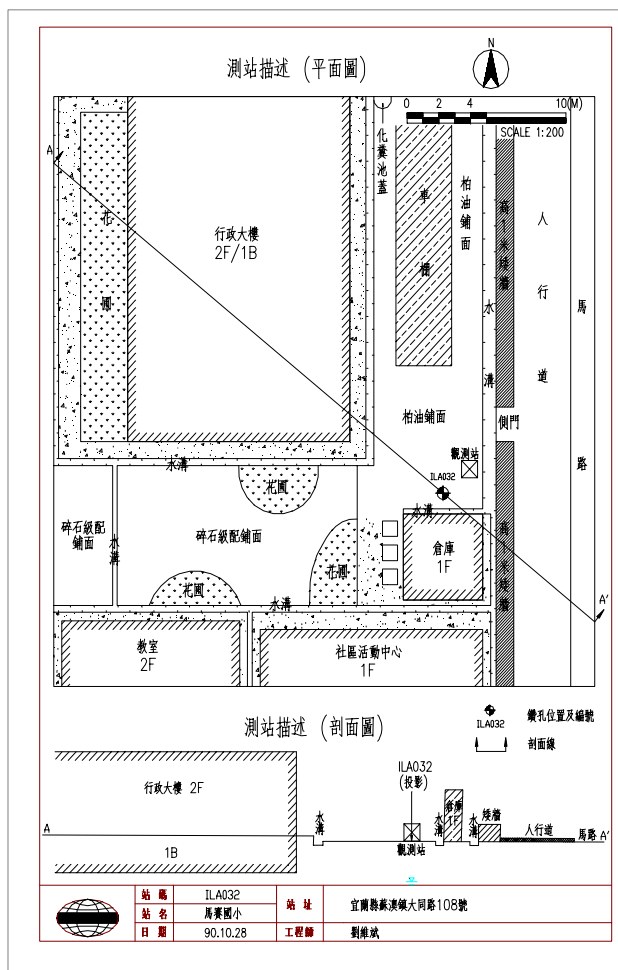 測站描述 (平面圖)
N
0 2 4 10(M)
SCALE 1:200
A
花圃
行政大樓
2F/1B
化糞池蓋
車棚
柏油鋪面
水溝
高1米矮牆
人行道
馬路
柏油鋪面
側門
觀測站
ILA032
水溝
水溝
花圃
碎石級配
鋪面
水溝
碎石級配鋪面
花圃
花圃
倉庫
1F
高1米矮牆
水溝
A'
教室
2F
社區活動中心
1F
測站描述 (剖面圖)
ILA032
鑽孔位置及編號
剖面線
行政大樓 2F
1B
A
水溝
ILA032
(投影)
觀測站
水溝
倉庫
1F
水溝
矮牆
人行道
馬路
A'
站 碼 ILA032
站 名 馬賽國小
日 期 90.10.28
站 址 宜蘭縣蘇澳鎮大同路108號
工程師 劉維斌